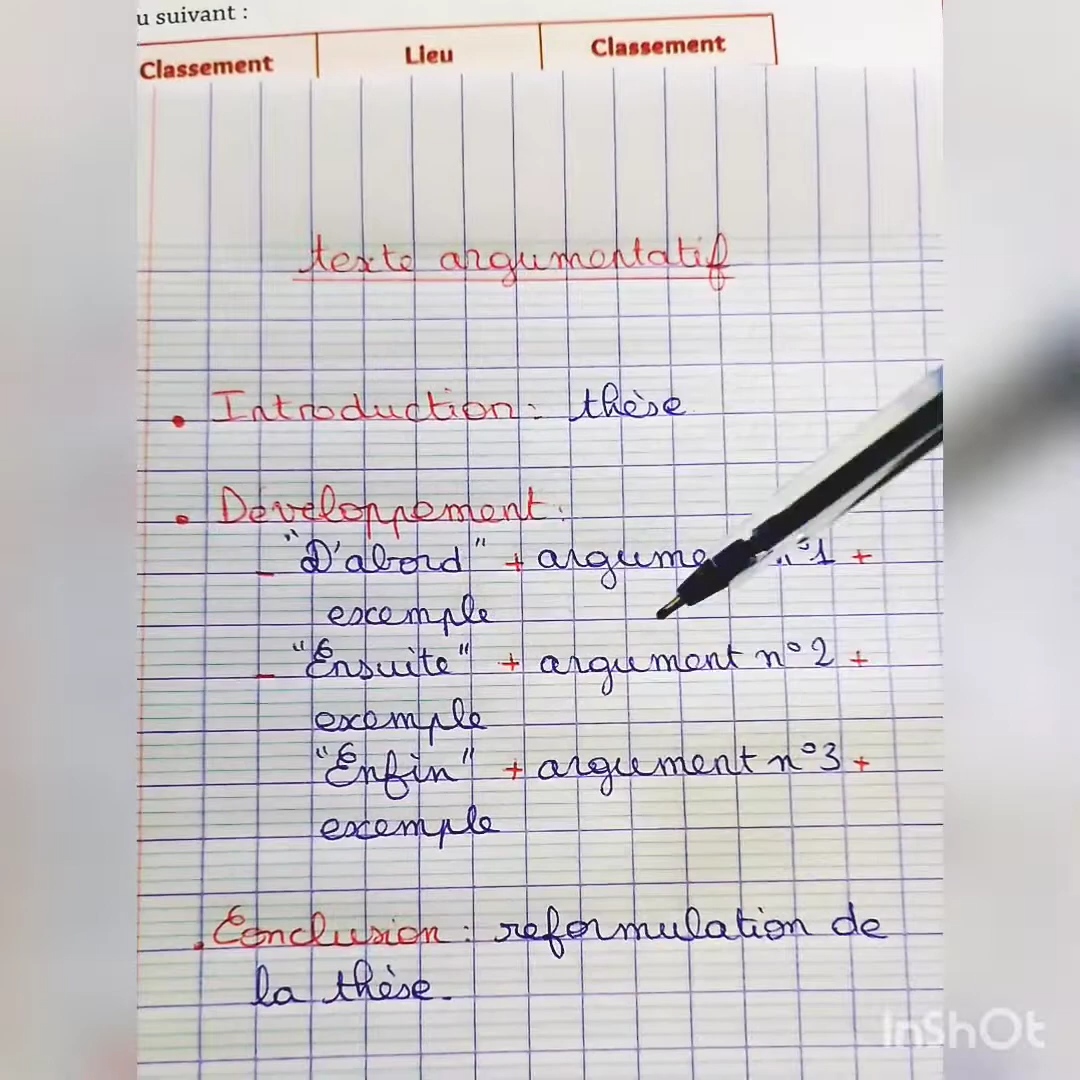 u suivant :
Classement Lieu Classement
texte argumentatif
• Introduction : thèse
• Développement :
- "D'abord" + argument n°1 +
exemple
- "Ensuite" + argument n°2 +
exemple
"Enfin" + argument n°3 +
exemple
. Conclusion : reformulation de
la thèse.
InShOt